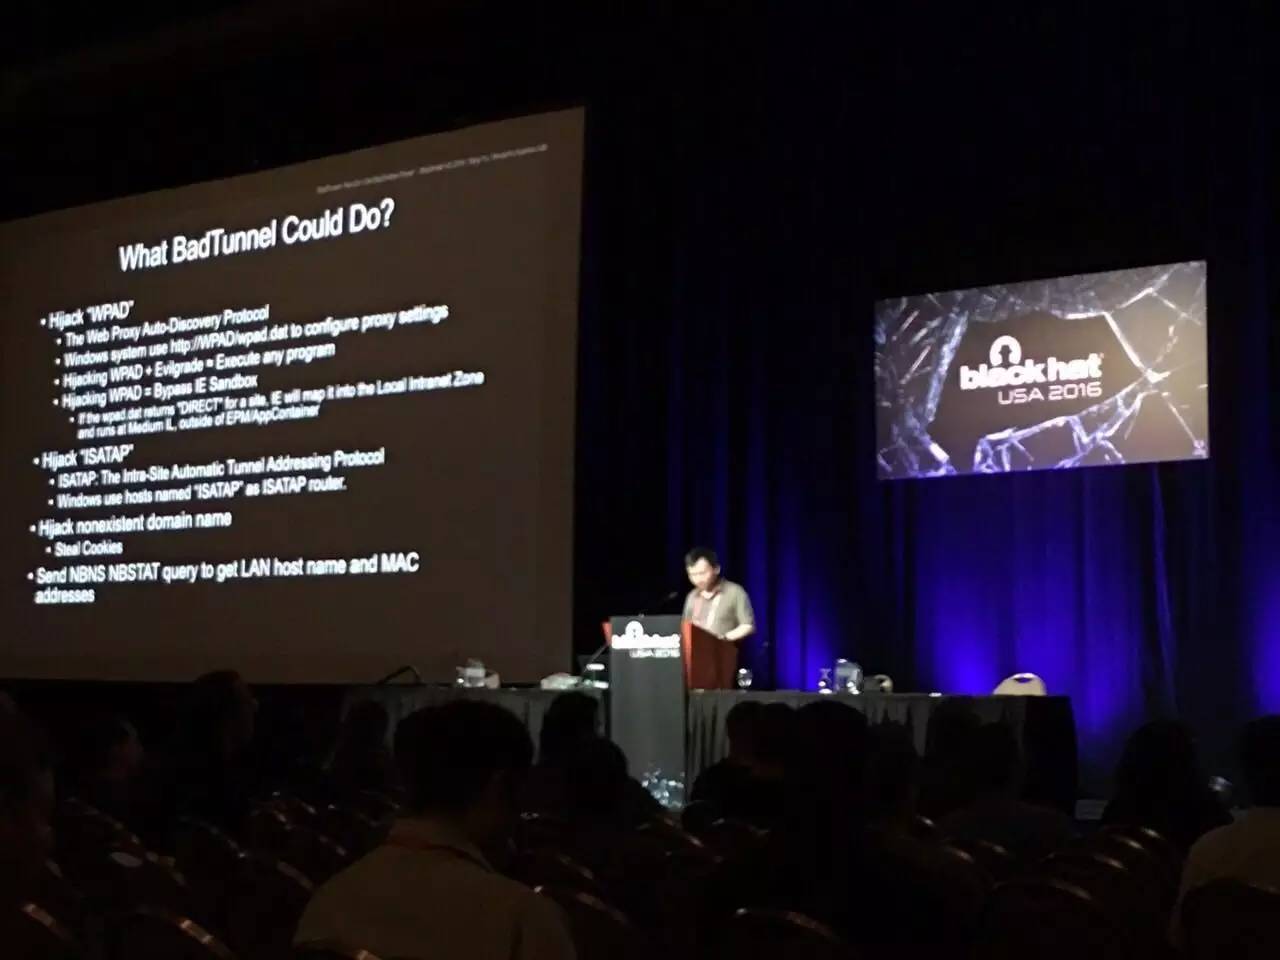 What BadTunnel Could Do?
• Hijack "WPAD"
• The Web Proxy Auto-Discovery Protocol
• Windows system use http://WPAD/wpad.dat to configure proxy settings
• Hijacking WPAD + Evilgrade = Execute any program
• Hijacking WPAD = Bypass IE Sandbox
• If the wpad.dat returns "DIRECT" for a site, IE will map it into the Local Intranet Zone
and runs at Medium IL, outside of EPM/AppContainer
• Hijack "ISATAP"
• ISATAP: The Intra-Site Automatic Tunnel Addressing Protocol
• Windows use hosts named "ISATAP" as ISATAP router.
• Hijack nonexistent domain name
• Steal Cookies
• Send NBNS NBSTAT query to get LAN host name and MAC
addresses
black hat
USA 2016
black hat
USA 2016